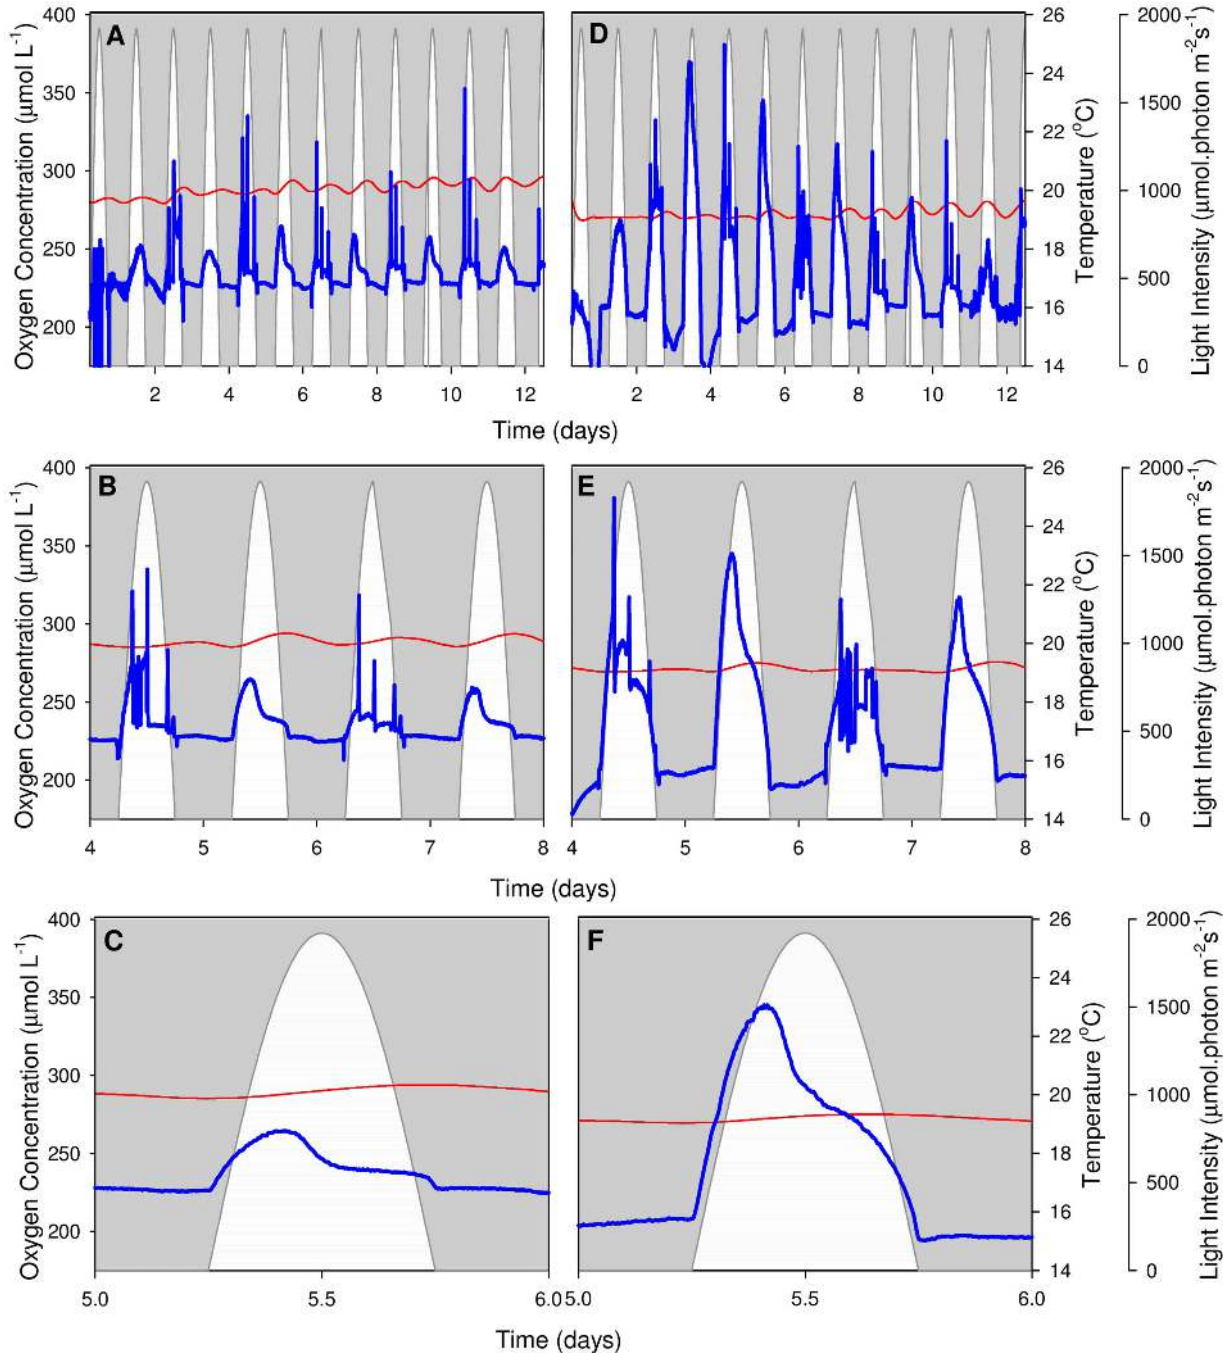 A
D
400
350
300
250
200
Oxygen Concentration (µmol L-1)
26
24
22
20
18
16
14
Temperature (oC)
2000
1500
1000
500
0
Light Intensity (µmol.photon m-2s-1)
2 4 6 8 10 12
2 4 6 8 10 12
Time (days)
B
E
400
350
300
250
200
Oxygen Concentration (µmol L-1)
26
24
22
20
18
16
14
Temperature (oC)
2000
1500
1000
500
0
Light Intensity (µmol.photon m-2s-1)
4 5 6 7 8
4 5 6 7 8
Time (days)
C
F
400
350
300
250
200
Oxygen Concentration (µmol L-1)
26
24
22
20
18
16
14
Temperature (oC)
2000
1500
1000
500
0
Light Intensity (µmol.photon m-2s-1)
5.0 5.5 6.0
5.0 5.5 6.0
Time (days)